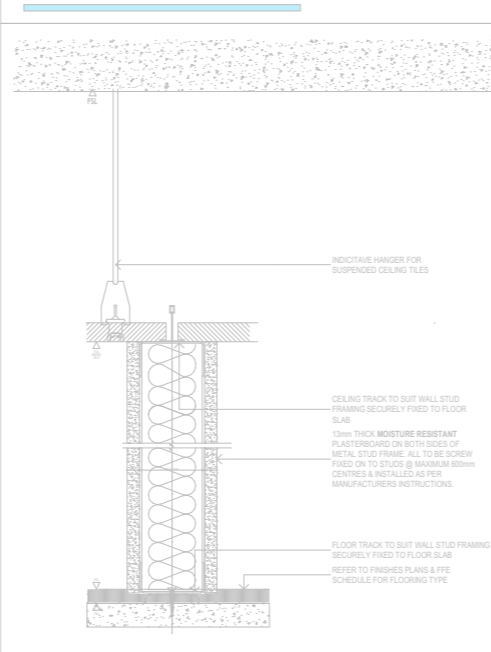 FSL
INDICITAVE HANGER FOR
SUSPENDED CEILING TILES
CEILING TRACK TO SUIT WALL STUD
FRAMING SECURELY FIXED TO FLOOR
SLAB
13mm THICK MOISTURE RESISTANT
PLASTERBOARD ON BOTH SIDES OF
METAL STUD FRAME. ALL TO BE SCREW
FIXED ON TO STUDS @ MAXIMUM 600mm
CENTRES & INSTALLED AS PER
MANUFACTURERS INSTRUCTIONS.
FLOOR TRACK TO SUIT WALL STUD FRAMING
SECURELY FIXED TO FLOOR SLAB
REFER TO FINISHES PLANS & FFE
SCHEDULE FOR FLOORING TYPE